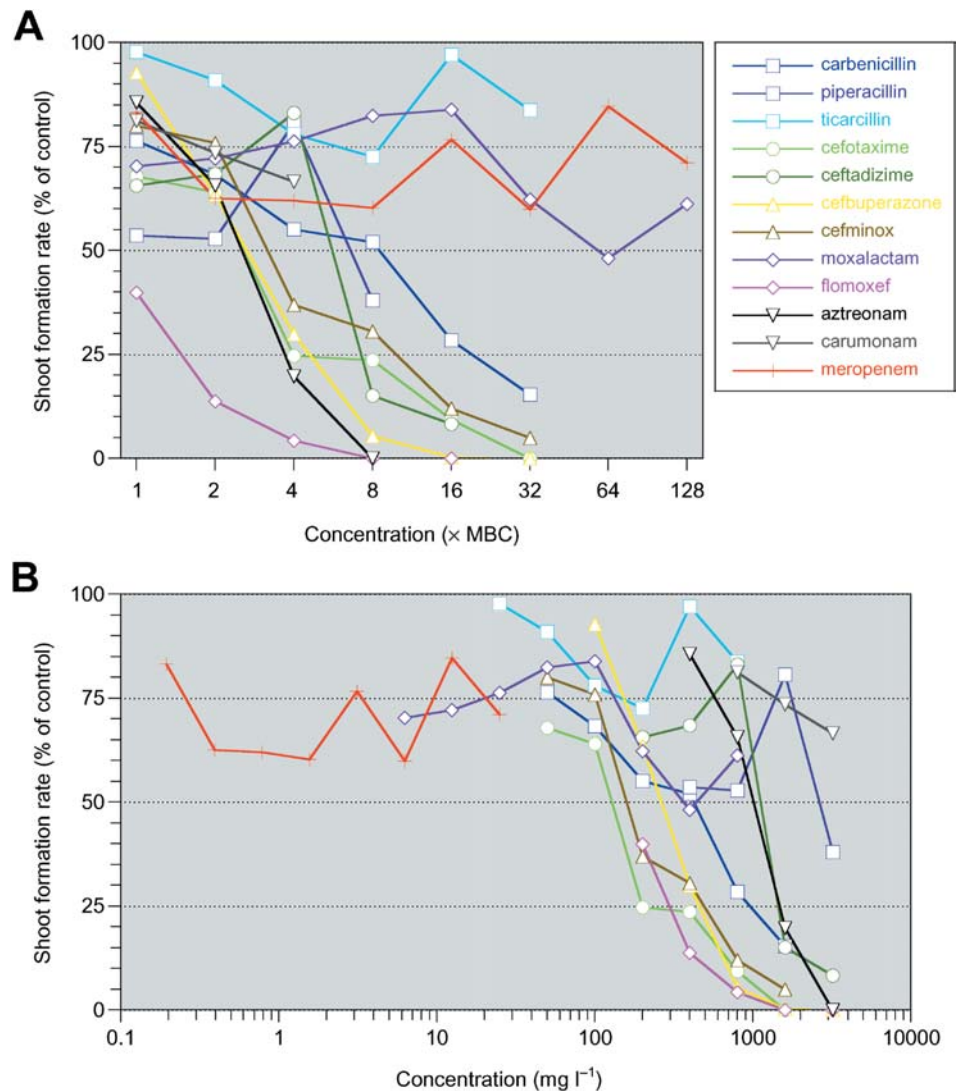 A
100
75
50
25
0
Shoot formation rate (% of control)
1 2 4 8 16 32 64 128
Concentration (× MBC)
carbenicillin
piperacillin
ticarcillin
cefotaxime
ceftadizime
cefbuperazone
cefminox
moxalactam
flomoxef
aztreonam
carumonam
meropenem
B
100
75
50
25
0
Shoot formation rate (% of control)
0.1 1 10 100 1000 10000
Concentration (mg l⁻¹)